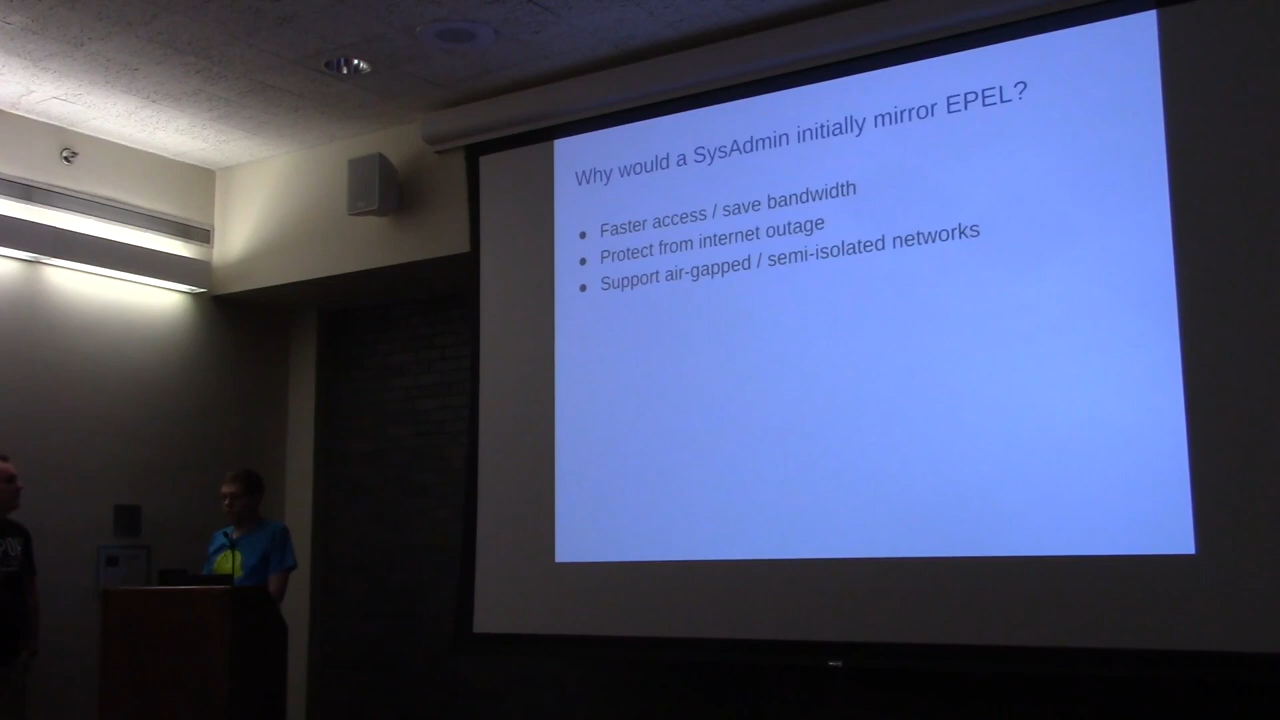 Why would a SysAdmin initially mirror EPEL?
● Faster access / save bandwidth
● Protect from internet outage
● Support air-gapped / semi-isolated networks